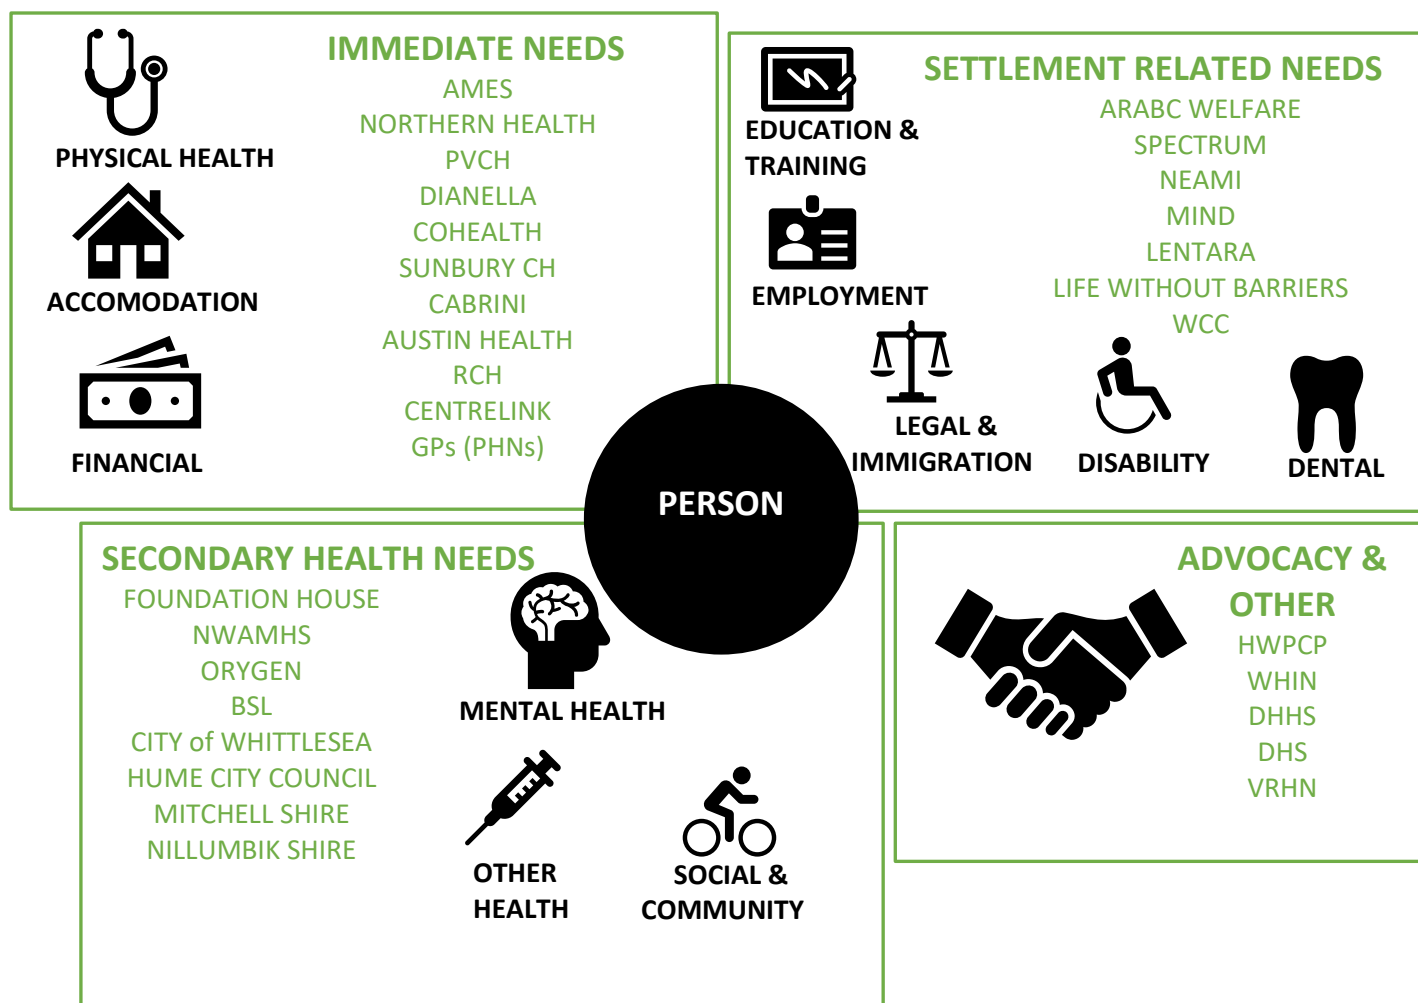 IMMEDIATE NEEDS
AMES
NORTHERN HEALTH
PVCH
DIANELLA
COHEALTH
SUNBURY CH
CABRINI
AUSTIN HEALTH
RCH
CENTRELINK
GPs (PHNs)
PHYSICAL HEALTH
ACCOMODATION
FINANCIAL
SETTLEMENT RELATED NEEDS
ARABC WELFARE
SPECTRUM
NEAMI
MIND
LENTARA
LIFE WITHOUT BARRIERS
WCC
EDUCATION &
TRAINING
EMPLOYMENT
LEGAL &
IMMIGRATION
DISABILITY
DENTAL
PERSON
SECONDARY HEALTH NEEDS
FOUNDATION HOUSE
NWAMHS
ORYGEN
BSL
CITY of WHITTLESEA
HUME CITY COUNCIL
MITCHELL SHIRE
NILLUMBIK SHIRE
MENTAL HEALTH
OTHER
HEALTH
SOCIAL &
COMMUNITY
ADVOCACY &
OTHER
HWPCP
WHIN
DHHS
DHS
VRHN